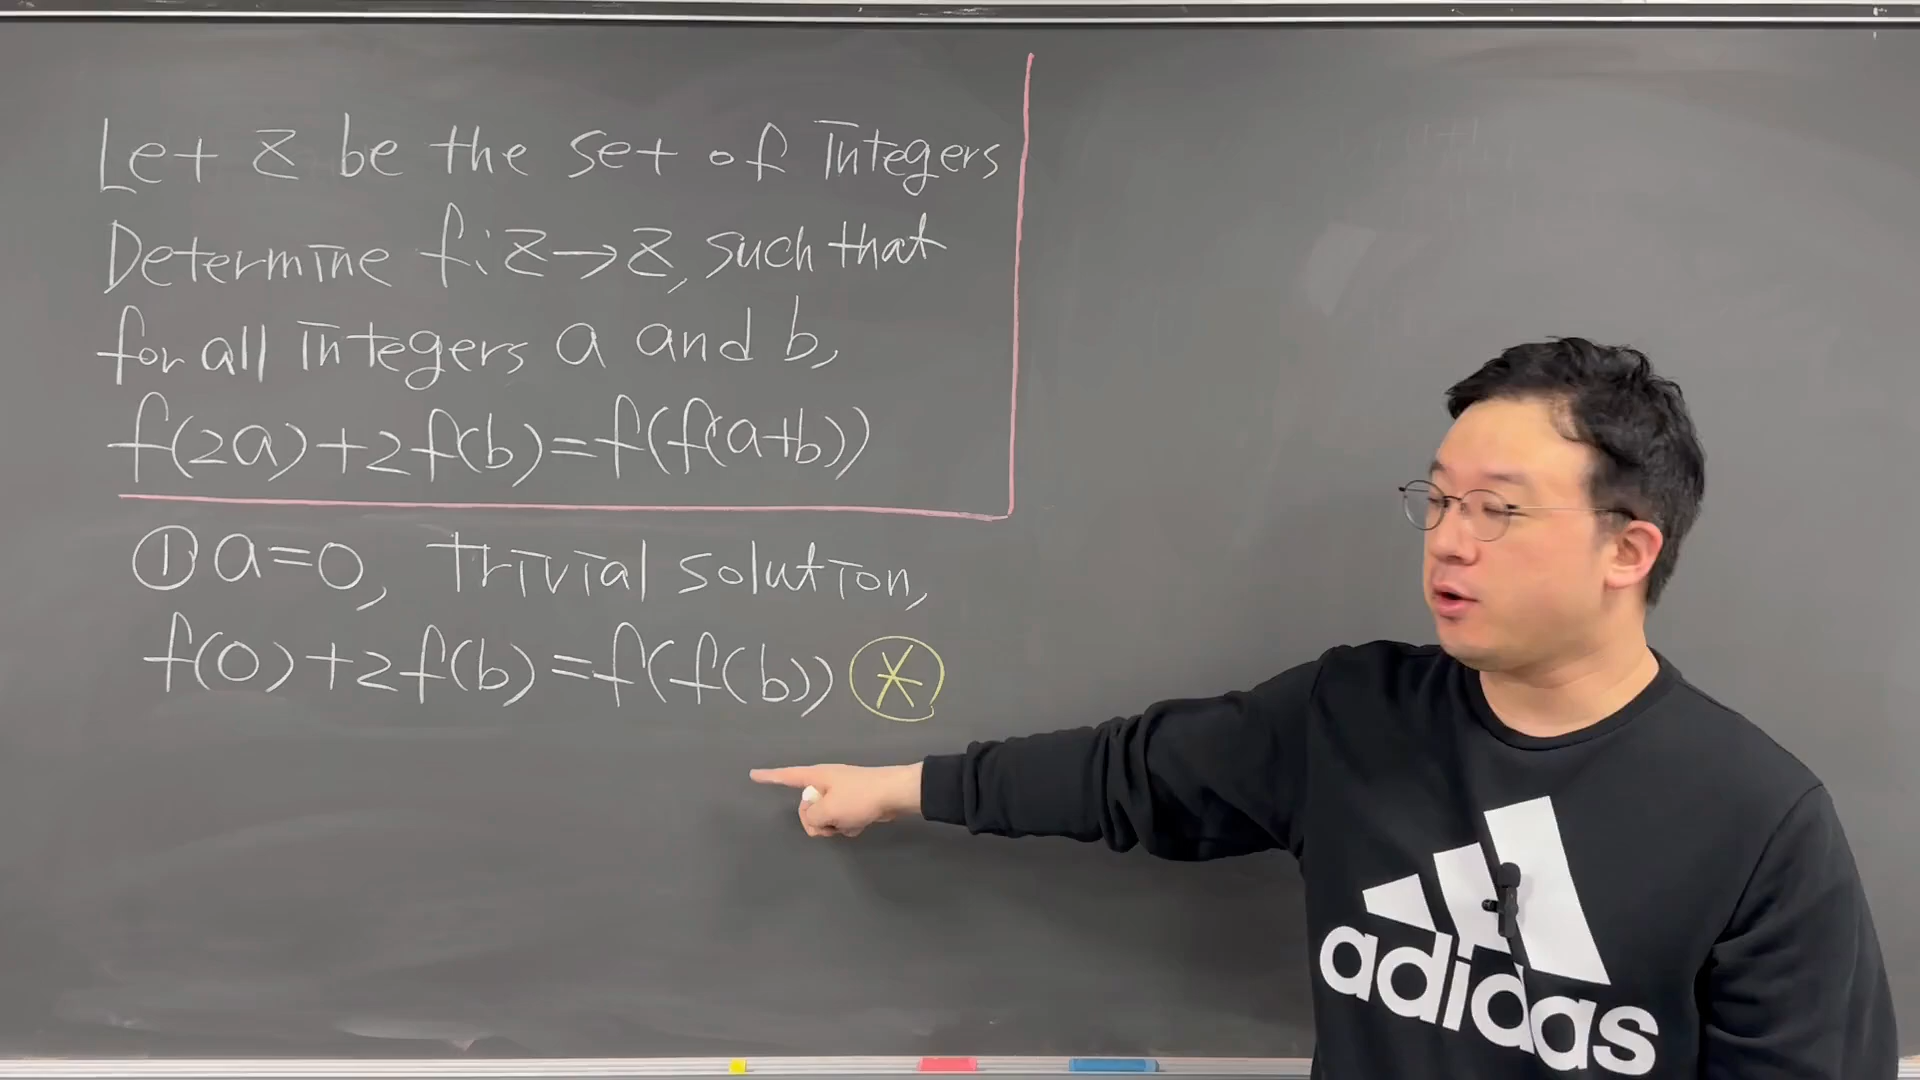 Let Z be the set of Integers
Determine f:Z→Z, such that
for all Integers a and b,
f(2a)+2f(b)=f(f(a+b))
① a=0, Trivial solution,
f(0)+2f(b)=f(f(b)) *
adidas